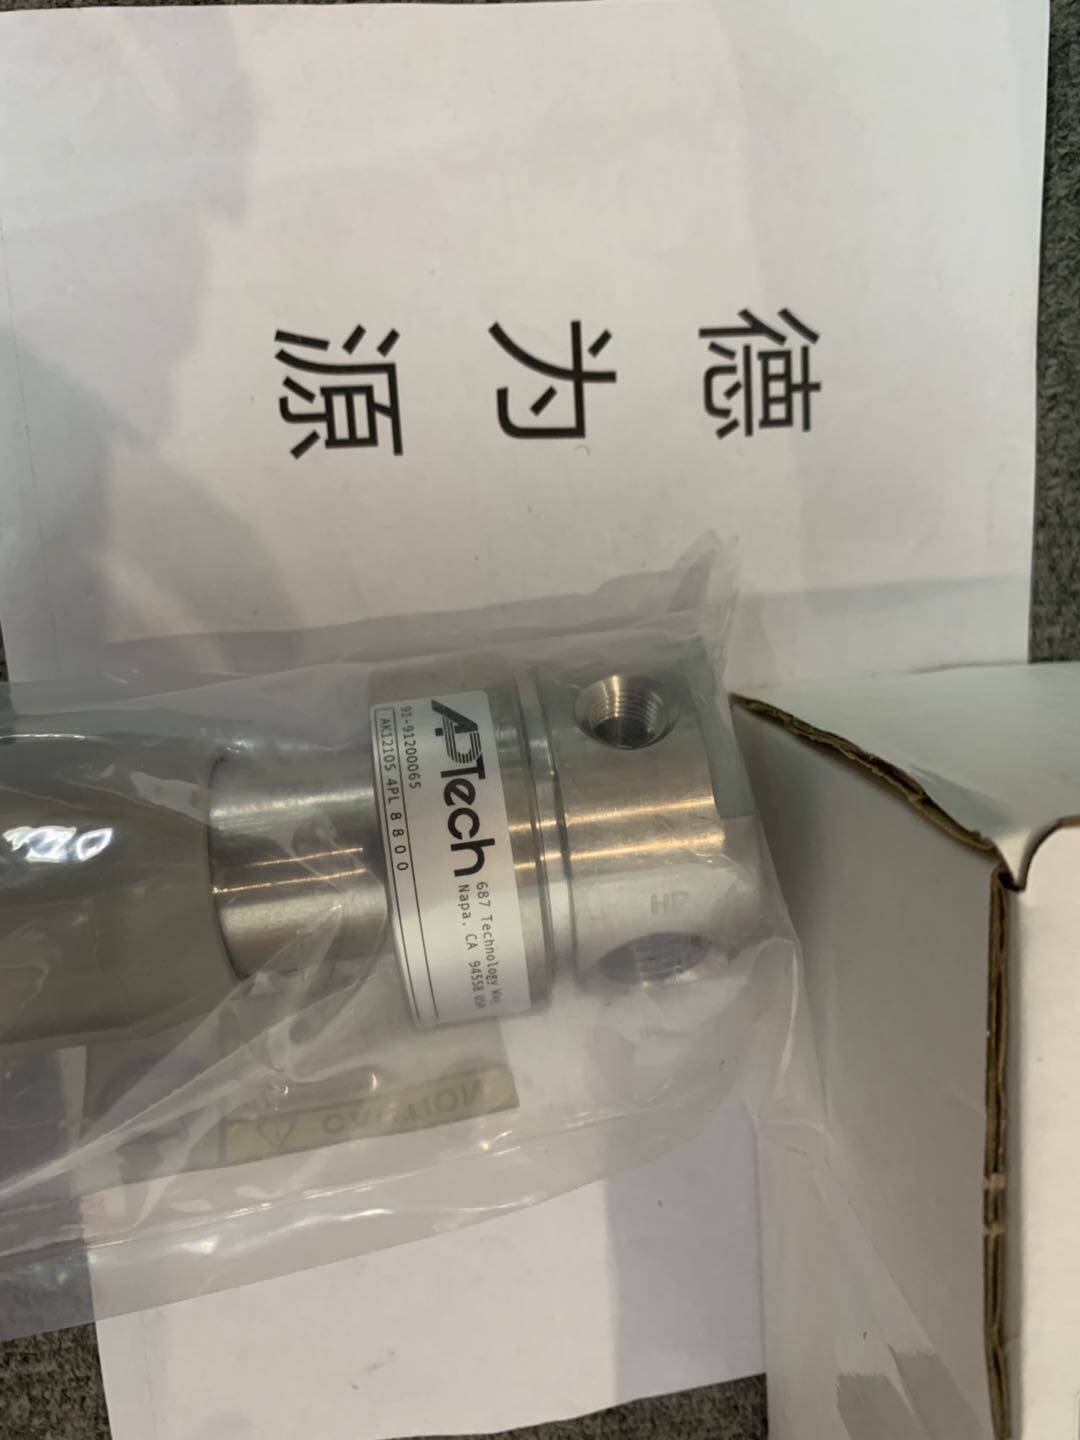 德为源
APTech
687 Technology Way
Napa, CA 94558 USA
91-91200065
AK1210S 4PL 8 8 0 0
HP
CAUTION